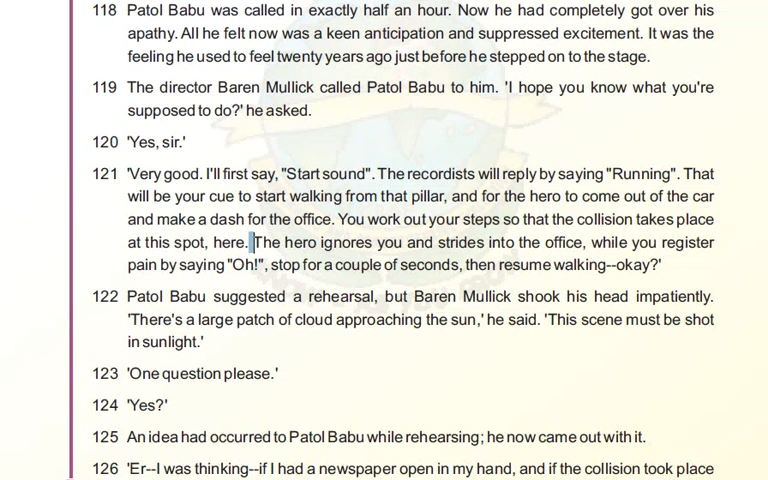 118 Patol Babu was called in exactly half an hour. Now he had completely got over his
apathy. All he felt now was a keen anticipation and suppressed excitement. It was the
feeling he used to feel twenty years ago just before he stepped on to the stage.
119 The director Baren Mullick called Patol Babu to him. 'I hope you know what you're
supposed to do?' he asked.
120 'Yes, sir.'
121 'Very good. I'll first say, "Start sound". The recordists will reply by saying "Running". That
will be your cue to start walking from that pillar, and for the hero to come out of the car
and make a dash for the office. You work out your steps so that the collision takes place
at this spot, here. The hero ignores you and strides into the office, while you register
pain by saying "Oh!", stop for a couple of seconds, then resume walking--okay?'
122 Patol Babu suggested a rehearsal, but Baren Mullick shook his head impatiently.
'There's a large patch of cloud approaching the sun,' he said. 'This scene must be shot
in sunlight.'
123 'One question please.'
124 'Yes?'
125 An idea had occurred to Patol Babu while rehearsing; he now came out with it.
126 'Er--I was thinking--if I had a newspaper open in my hand, and if the collision took place